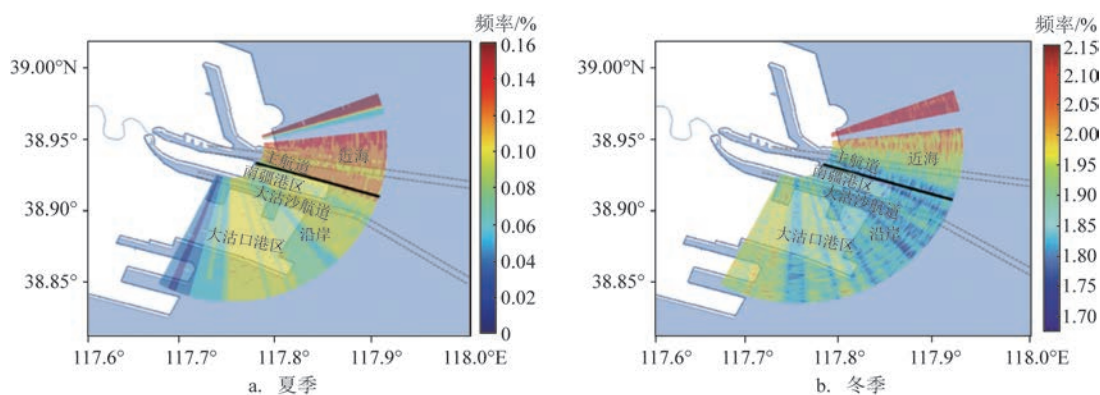 频率/%
39.00°N
38.95°
38.90°
38.85°
117.6°
117.7°
117.8°
117.9°
118.0°E
0.16
0.14
0.12
0.10
0.08
0.06
0.04
0.02
0
近海
主航道
南疆港区
大沽沙航道
大沽口港区
沿岸
a. 夏季
频率/%
39.00°N
38.95°
38.90°
38.85°
117.6°
117.7°
117.8°
117.9°
118.0°E
2.15
2.10
2.05
2.00
1.95
1.90
1.85
1.80
1.75
1.70
近海
主航道
南疆港区
大沽沙航道
大沽口港区
沿岸
b. 冬季